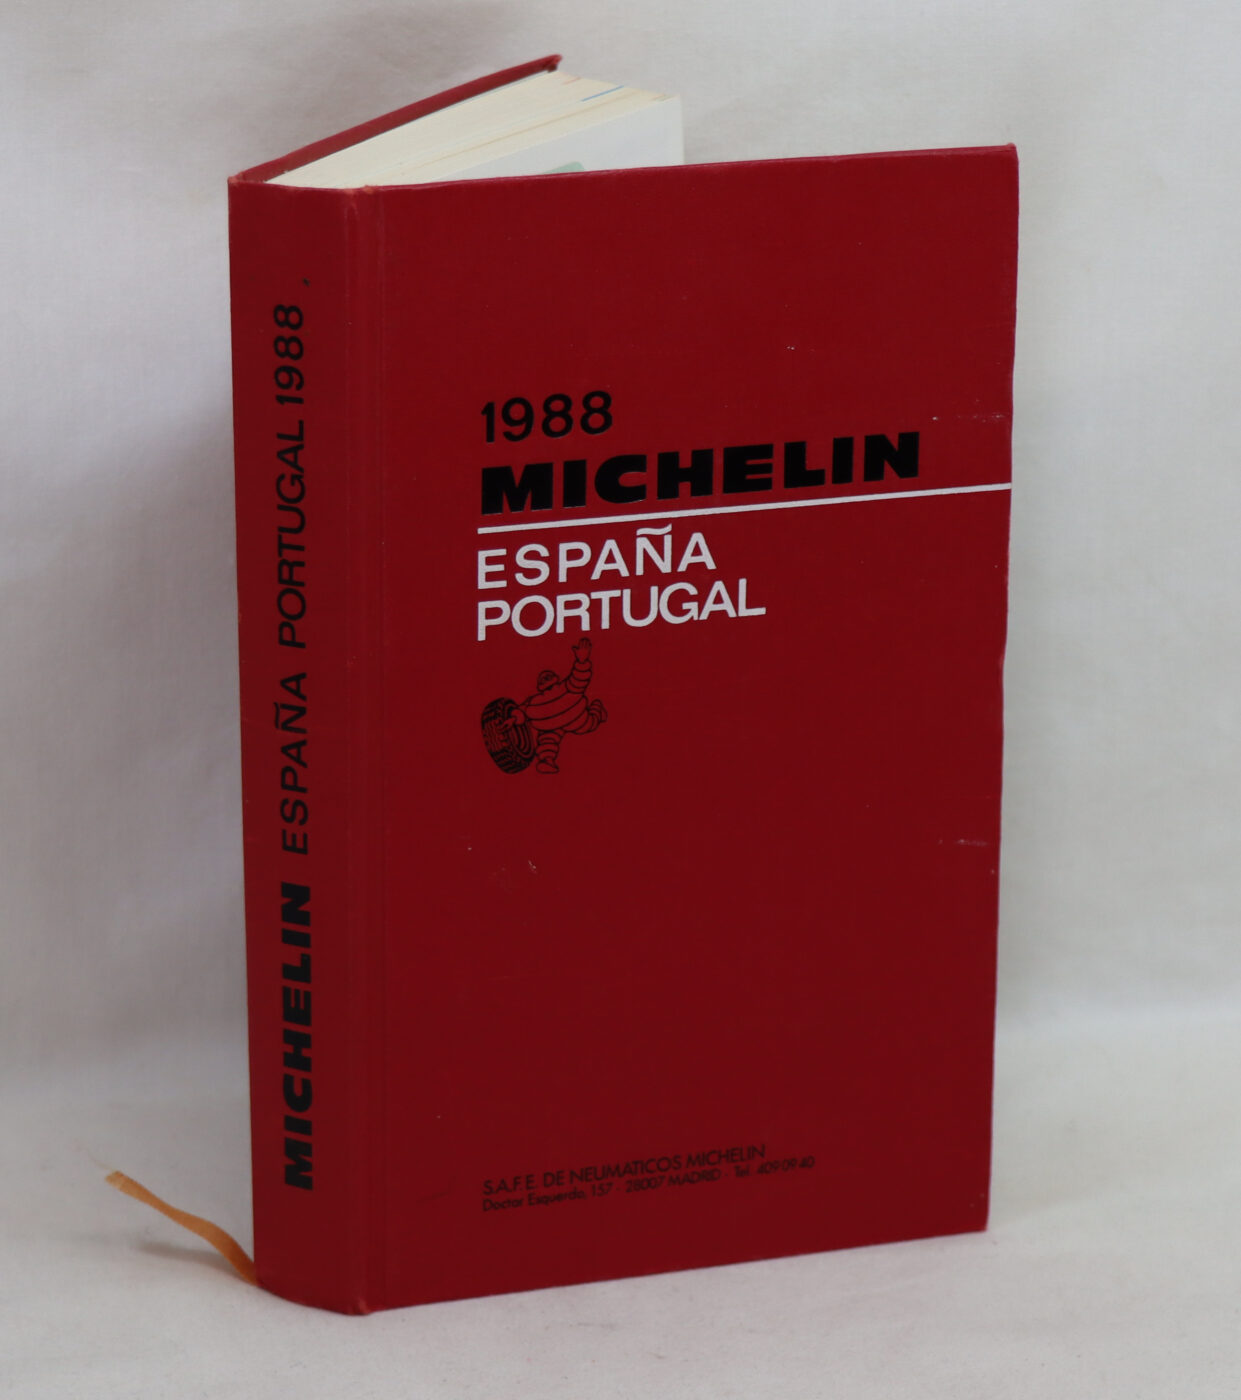 MICHELIN ESPAÑA PORTUGAL 1988
1988
MICHELIN
ESPAÑA
PORTUGAL
S.A.F.E. DE NEUMATICOS MICHELIN
Doctor Esquerdo, 157 - 28007 MADRID - Tel. 409 09 40